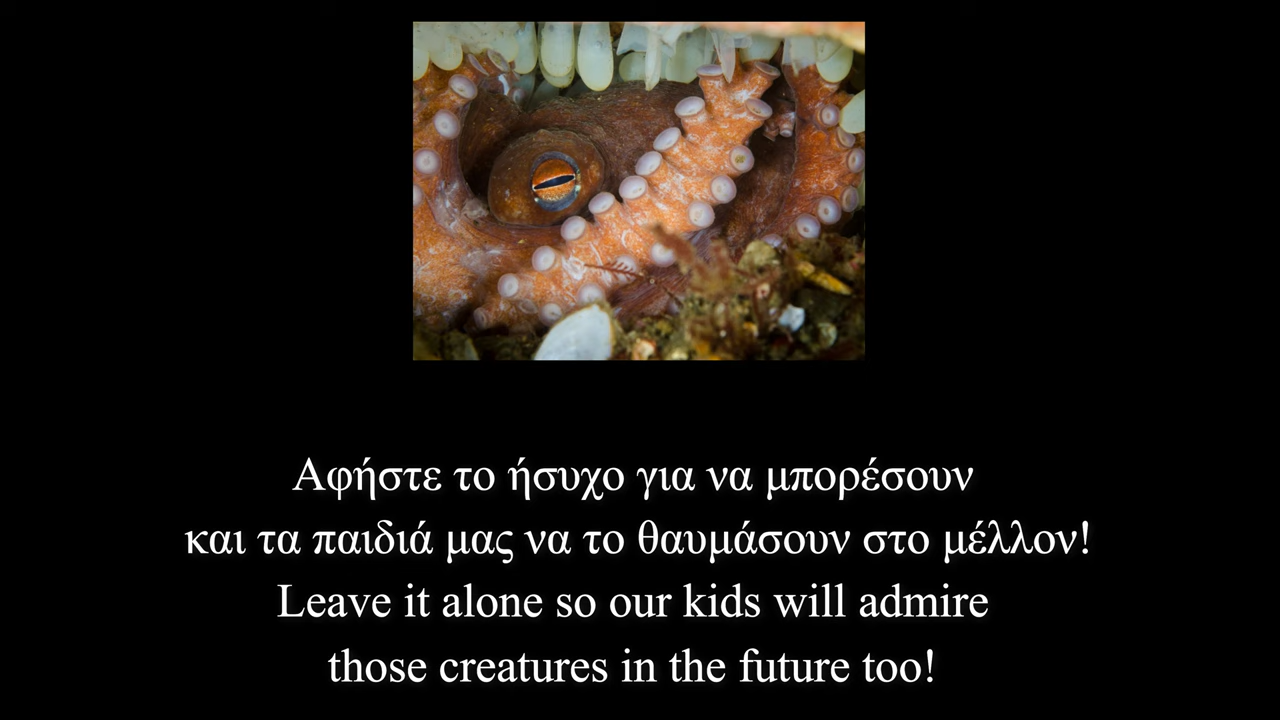 Αφήστε το ήσυχο για να μπορέσουν
και τα παιδιά μας να το θαυμάσουν στο μέλλον!
Leave it alone so our kids will admire
those creatures in the future too!